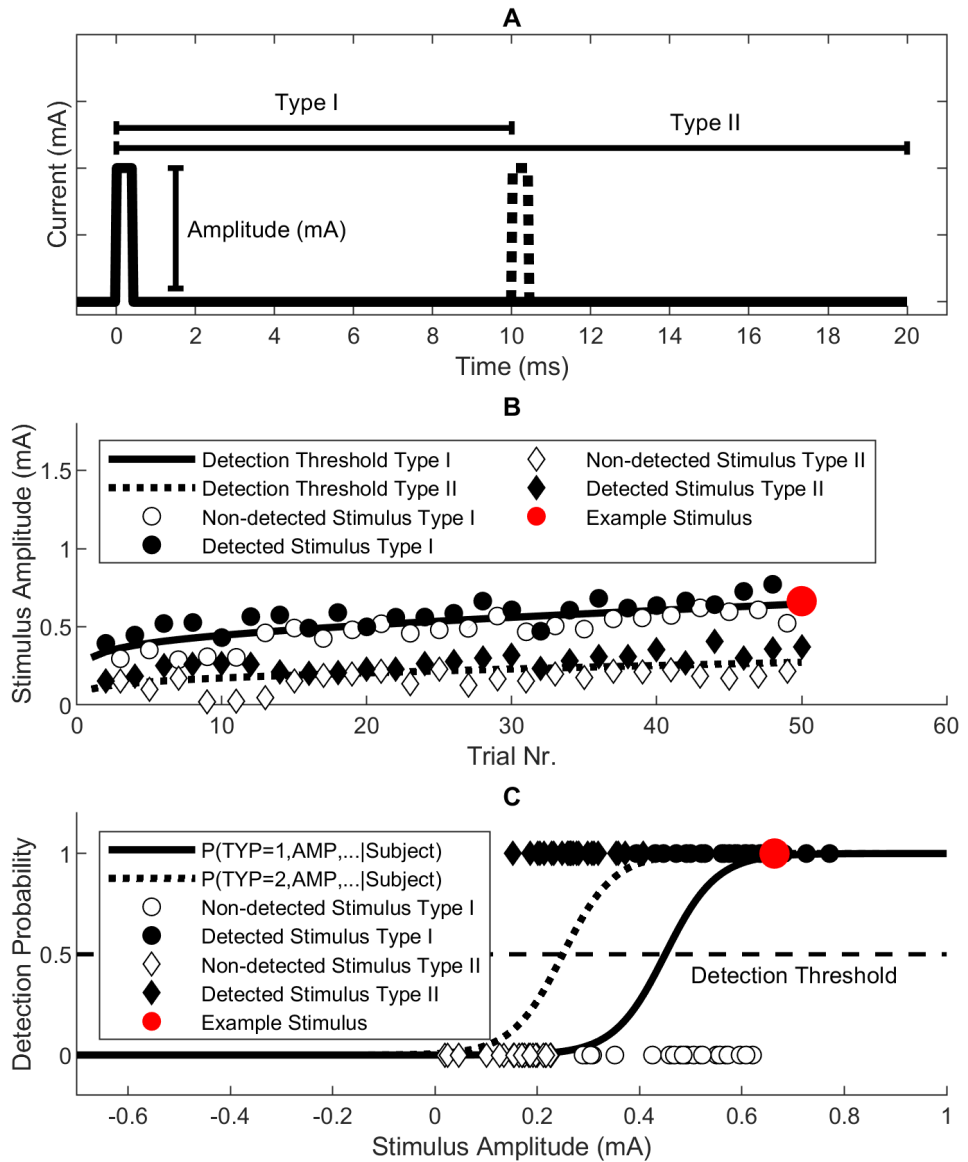 A
Current (mA)
Type I
Type II
Amplitude (mA)
0 2 4 6 8 10 12 14 16 18 20
Time (ms)
B
Stimulus Amplitude (mA)
1.5
1
0.5
0
Detection Threshold Type I
Detection Threshold Type II
Non-detected Stimulus Type I
Detected Stimulus Type I
Non-detected Stimulus Type II
Detected Stimulus Type II
Example Stimulus
0 10 20 30 40 50 60
Trial Nr.
C
Detection Probability
1
0.5
0
P(TYP=1,AMP,...|Subject)
P(TYP=2,AMP,...|Subject)
Non-detected Stimulus Type I
Detected Stimulus Type I
Non-detected Stimulus Type II
Detected Stimulus Type II
Example Stimulus
Detection Threshold
-0.6 -0.4 -0.2 0 0.2 0.4 0.6 0.8 1
Stimulus Amplitude (mA)